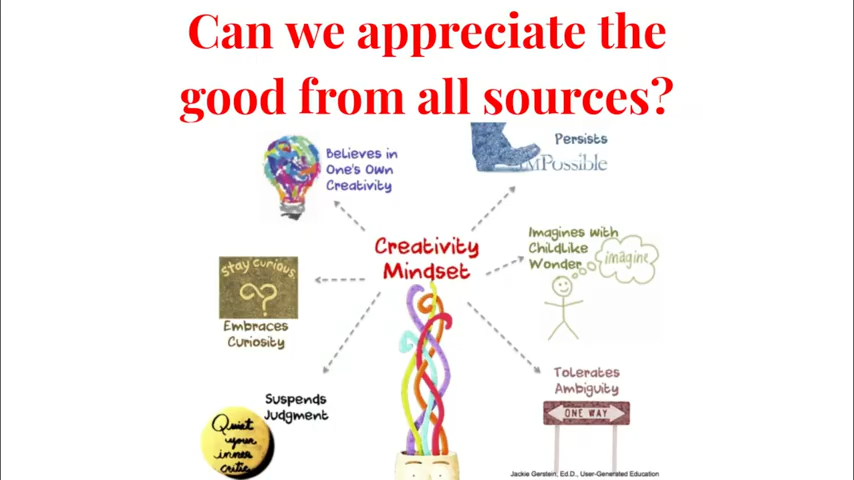 Can we appreciate the
good from all sources?
Believes in
One's Own
Creativity
Persists
imPossible
Creativity
Mindset
Imagines with
Childlike
Wonder
imagine
stay curious
?
Embraces
Curiosity
Suspends
Judgment
Quiet
your
inner
critic
Tolerates
Ambiguity
ONE WAY
Jackie Gerstein, Ed.D., User-Generated Education